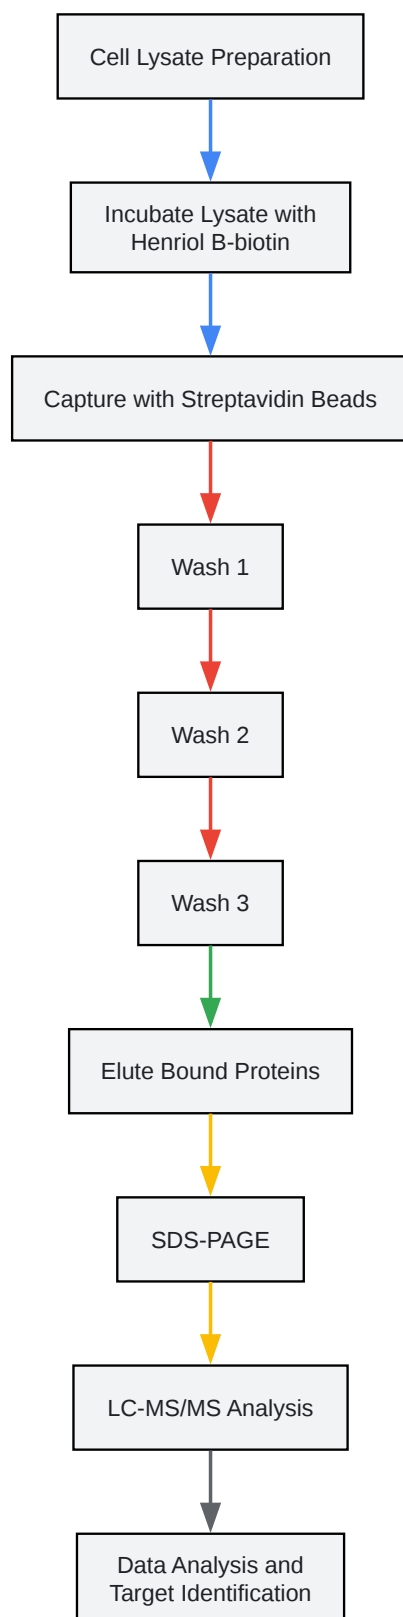 Cell Lysate Preparation
Incubate Lysate with
Henriol B-biotin
Capture with Streptavidin Beads
Wash 1
Wash 2
Wash 3
Elute Bound Proteins
SDS-PAGE
LC-MS/MS Analysis
Data Analysis and
Target Identification